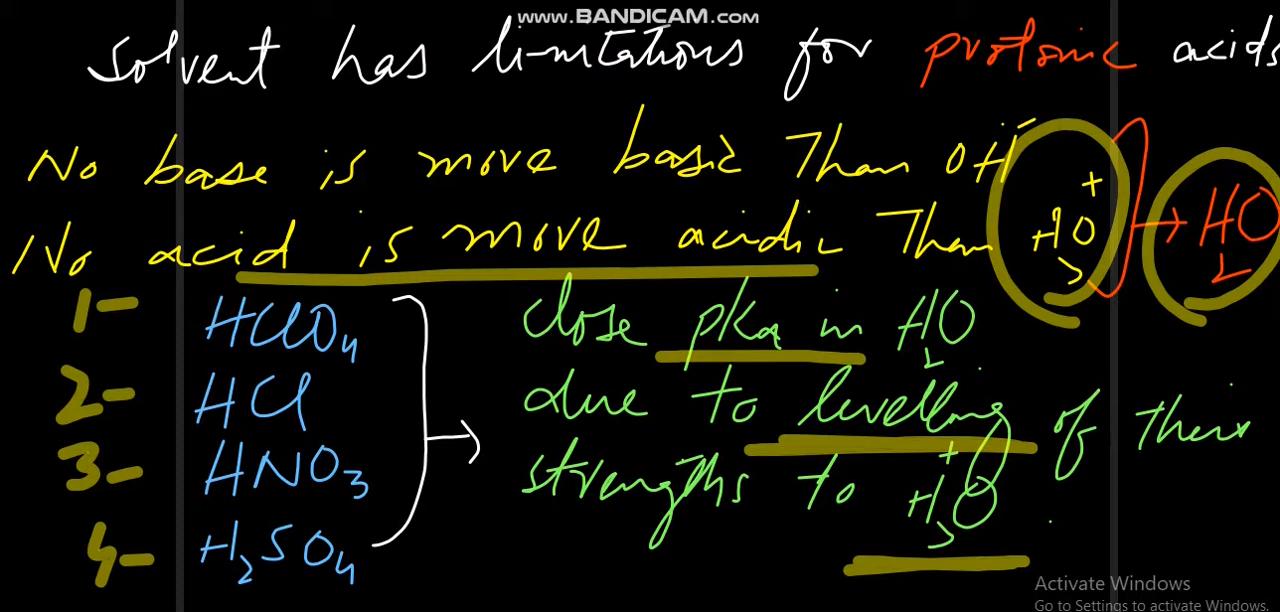 www.BANDICAM.com
Solvent has limitations for protonic acids
No base is more basic than OH⁻
No acid is more acidic than H₃O⁺ → H₂O
1- HClO₄
2- HCl
3- HNO₃
4- H₂SO₄
→ close pKa in H₂O
due to levelling of their
strengths to H₃O⁺.
Activate Windows
Go to Settings to activate Windows.